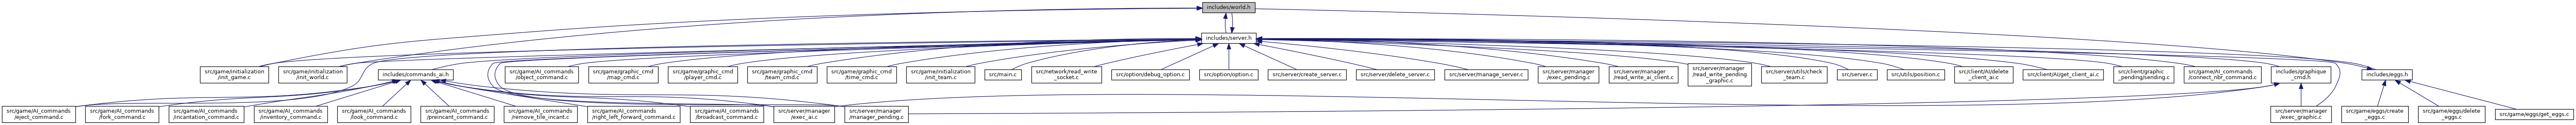 includes/world.h
includes/server.h
src/game/initialization
/init_game.c
src/game/initialization
/init_world.c
includes/commands_ai.h
src/game/AI_commands
/object_command.c
src/game/graphic_cmd
/map_cmd.c
src/game/graphic_cmd
/player_cmd.c
src/game/graphic_cmd
/team_cmd.c
src/game/graphic_cmd
/time_cmd.c
src/game/initialization
/init_team.c
src/main.c
src/network/read_write
_socket.c
src/option/debug_option.c
src/option/option.c
src/server/create_server.c
src/server/delete_server.c
src/server/manage_server.c
src/server/manager
/exec_pending.c
src/server/manager
/read_write_ai_client.c
src/server/manager
/read_write_pending
_graphic.c
src/server/utils/check
_team.c
src/server.c
src/utils/position.c
src/client/AI/delete
_client_ai.c
src/client/AI/get_client_ai.c
src/client/graphic
_pending/sending.c
src/game/AI_commands
/connect_nbr_command.c
includes/graphique
_cmd.h
includes/eggs.h
src/game/AI_commands
/eject_command.c
src/game/AI_commands
/fork_command.c
src/game/AI_commands
/incantation_command.c
src/game/AI_commands
/inventory_command.c
src/game/AI_commands
/look_command.c
src/game/AI_commands
/preincant_command.c
src/game/AI_commands
/remove_tile_incant.c
src/game/AI_commands
/right_left_forward_command.c
src/game/AI_commands
/broadcast_command.c
src/server/manager
/exec_ai.c
src/server/manager
/manager_pending.c
src/server/manager
/exec_graphic.c
src/game/eggs/create
_eggs.c
src/game/eggs/delete
_eggs.c
src/game/eggs/get_eggs.c